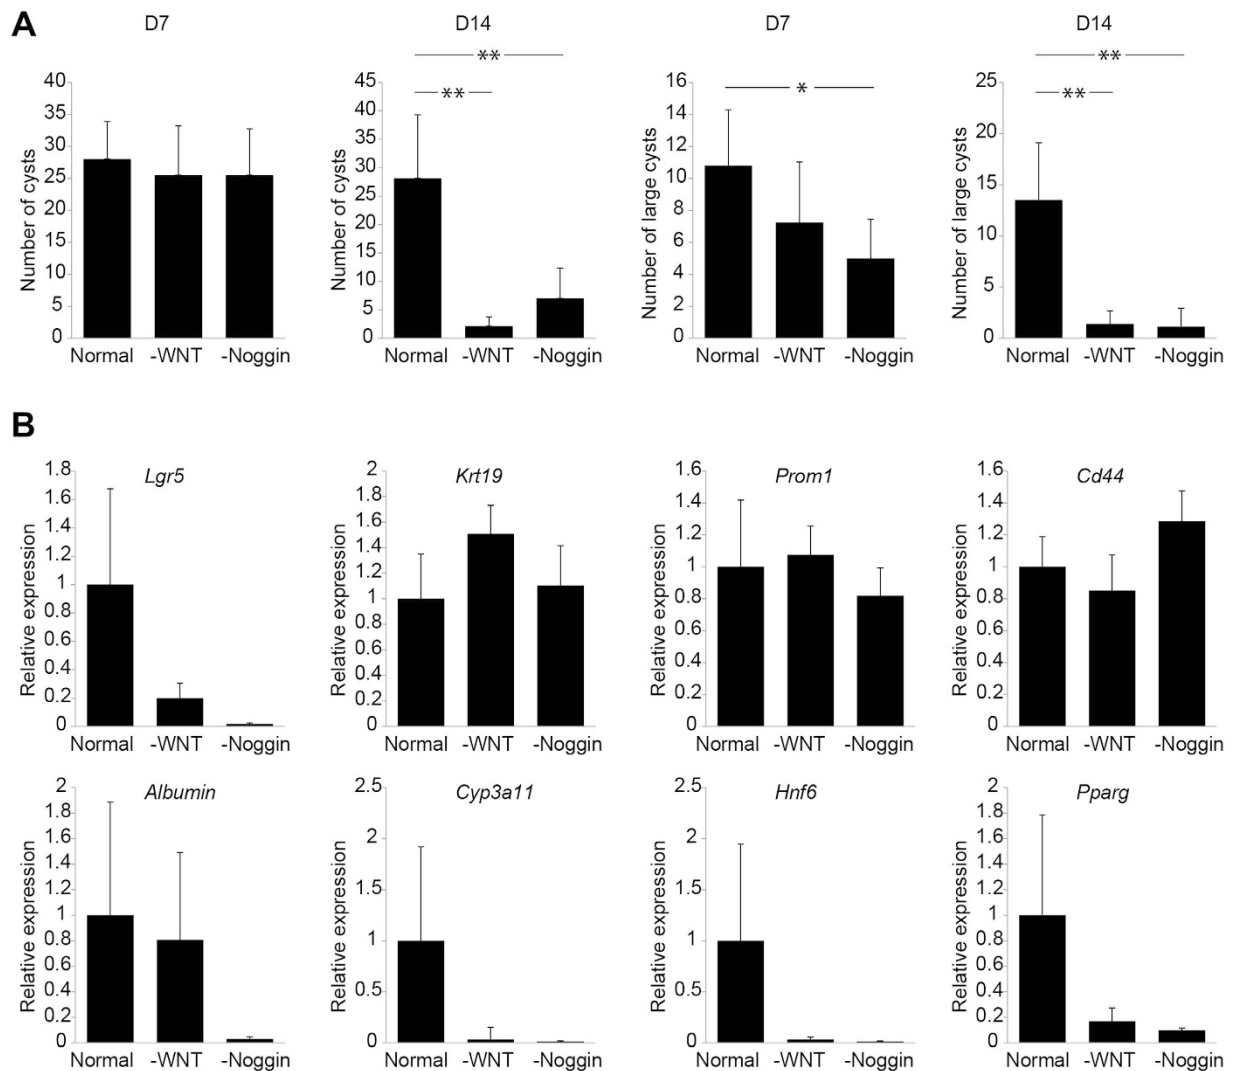 A
D7
D14
D7
D14
** 
**
*
**
**
Number of cysts
40
35
30
25
20
15
10
5
0
Normal -WNT -Noggin
Number of cysts
45
40
35
30
25
20
15
10
5
0
Normal -WNT -Noggin
Number of large cysts
16
14
12
10
8
6
4
2
0
Normal -WNT -Noggin
Number of large cysts
25
20
15
10
5
0
Normal -WNT -Noggin
B
Lgr5
Relative expression
1.8
1.6
1.4
1.2
1
0.8
0.6
0.4
0.2
0
Normal -WNT -Noggin
Krt19
Relative expression
2
1.8
1.6
1.4
1.2
1
0.8
0.6
0.4
0.2
0
Normal -WNT -Noggin
Prom1
Relative expression
1.6
1.4
1.2
1
0.8
0.6
0.4
0.2
0
Normal -WNT -Noggin
Cd44
Relative expression
1.6
1.4
1.2
1
0.8
0.6
0.4
0.2
0
Normal -WNT -Noggin
Albumin
Relative expression
2
1.8
1.6
1.4
1.2
1
0.8
0.6
0.4
0.2
0
Normal -WNT -Noggin
Cyp3a11
Relative expression
2.5
2
1.5
1
0.5
0
Normal -WNT -Noggin
Hnf6
Relative expression
2.5
2
1.5
1
0.5
0
Normal -WNT -Noggin
Pparg
Relative expression
2
1.8
1.6
1.4
1.2
1
0.8
0.6
0.4
0.2
0
Normal -WNT -Noggin